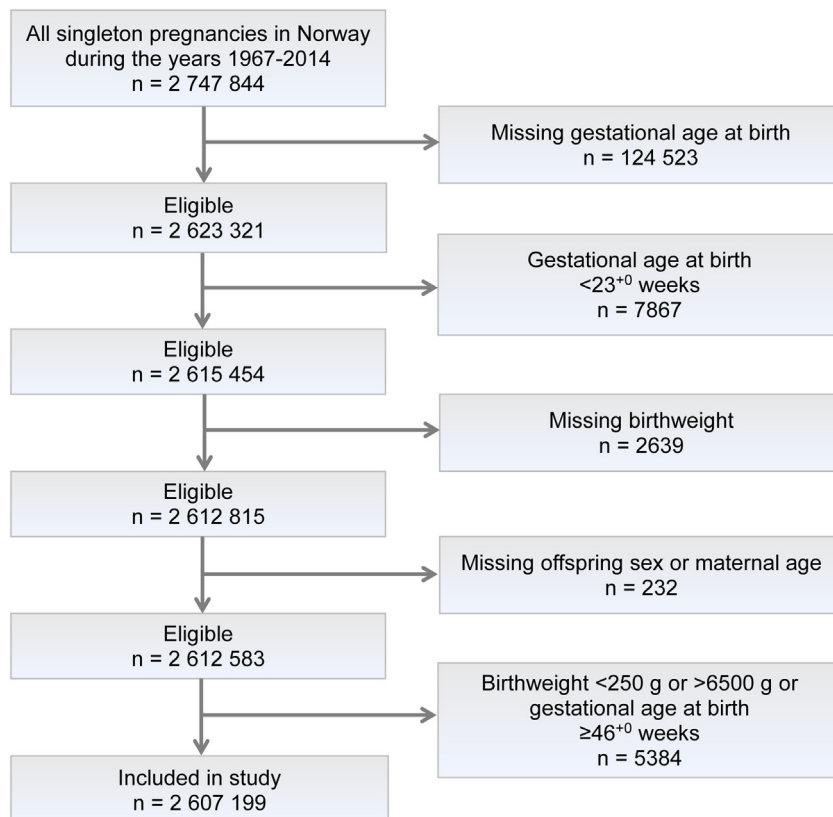 All singleton pregnancies in Norway
during the years 1967-2014
n = 2 747 844
Missing gestational age at birth
n = 124 523
Eligible
n = 2 623 321
Gestational age at birth
<23⁺⁰ weeks
n = 7867
Eligible
n = 2 615 454
Missing birthweight
n = 2639
Eligible
n = 2 612 815
Missing offspring sex or maternal age
n = 232
Eligible
n = 2 612 583
Birthweight <250 g or >6500 g or
gestational age at birth
≥46⁺⁰ weeks
n = 5384
Included in study
n = 2 607 199